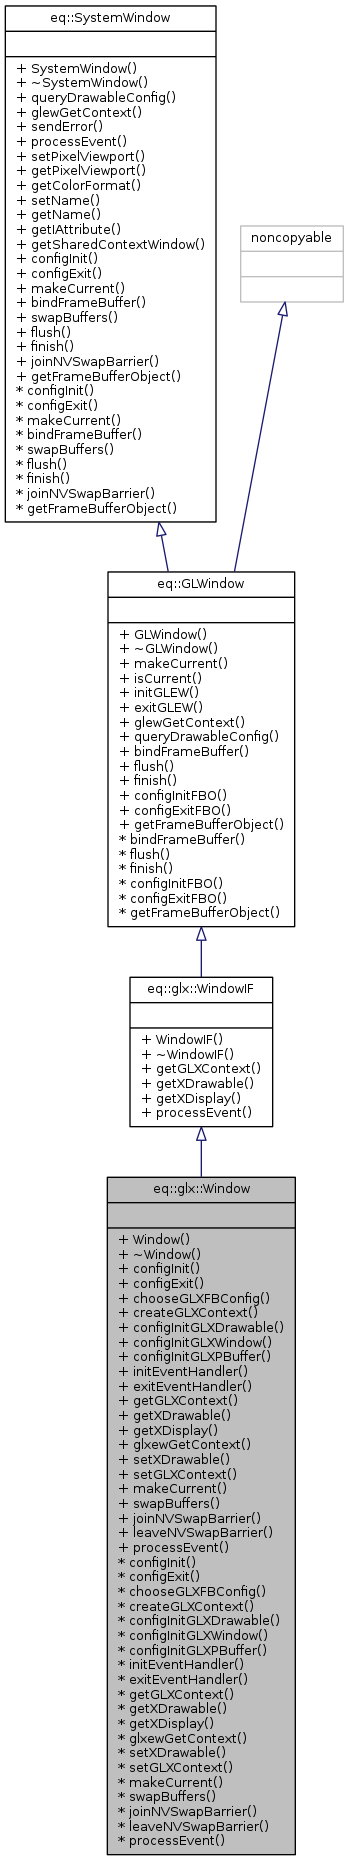 eq::SystemWindow
+ SystemWindow()
+ ~SystemWindow()
+ queryDrawableConfig()
+ glewGetContext()
+ sendError()
+ processEvent()
+ setPixelViewport()
+ getPixelViewport()
+ getColorFormat()
+ setName()
+ getName()
+ getIAttribute()
+ getSharedContextWindow()
+ configInit()
+ configExit()
+ makeCurrent()
+ bindFrameBuffer()
+ swapBuffers()
+ flush()
+ finish()
+ joinNVSwapBarrier()
+ getFrameBufferObject()
* configInit()
* configExit()
* makeCurrent()
* bindFrameBuffer()
* swapBuffers()
* flush()
* finish()
* joinNVSwapBarrier()
* getFrameBufferObject()
noncopyable
eq::GLWindow
+ GLWindow()
+ ~GLWindow()
+ makeCurrent()
+ isCurrent()
+ initGLEW()
+ exitGLEW()
+ glewGetContext()
+ queryDrawableConfig()
+ bindFrameBuffer()
+ flush()
+ finish()
+ configInitFBO()
+ configExitFBO()
+ getFrameBufferObject()
* bindFrameBuffer()
* flush()
* finish()
* configInitFBO()
* configExitFBO()
* getFrameBufferObject()
eq::glx::WindowIF
+ WindowIF()
+ ~WindowIF()
+ getGLXContext()
+ getXDrawable()
+ getXDisplay()
+ processEvent()
eq::glx::Window
+ Window()
+ ~Window()
+ configInit()
+ configExit()
+ chooseGLXFBConfig()
+ createGLXContext()
+ configInitGLXDrawable()
+ configInitGLXWindow()
+ configInitGLXPBuffer()
+ initEventHandler()
+ exitEventHandler()
+ getGLXContext()
+ getXDrawable()
+ getXDisplay()
+ glxewGetContext()
+ setXDrawable()
+ setGLXContext()
+ makeCurrent()
+ swapBuffers()
+ joinNVSwapBarrier()
+ leaveNVSwapBarrier()
+ processEvent()
* configInit()
* configExit()
* chooseGLXFBConfig()
* createGLXContext()
* configInitGLXDrawable()
* configInitGLXWindow()
* configInitGLXPBuffer()
* initEventHandler()
* exitEventHandler()
* getGLXContext()
* getXDrawable()
* getXDisplay()
* glxewGetContext()
* setXDrawable()
* setGLXContext()
* makeCurrent()
* swapBuffers()
* joinNVSwapBarrier()
* leaveNVSwapBarrier()
* processEvent()